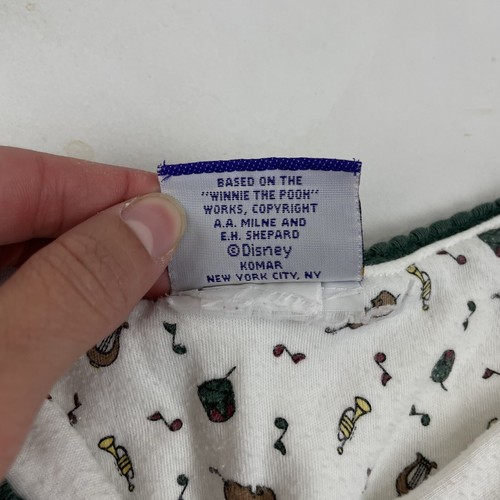 BASED ON THE
"WINNIE THE POOH"
WORKS, COPYRIGHT
A.A. MILNE AND
E.H. SHEPARD
©Disney
KOMAR
NEW YORK CITY, NY